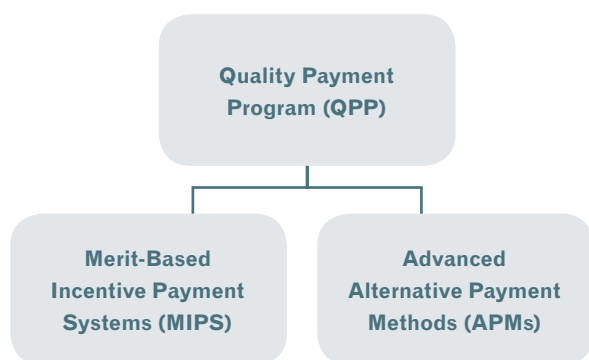 Quality Payment
Program (QPP)
Merit-Based
Incentive Payment
Systems (MIPS)
Advanced
Alternative Payment
Methods (APMs)